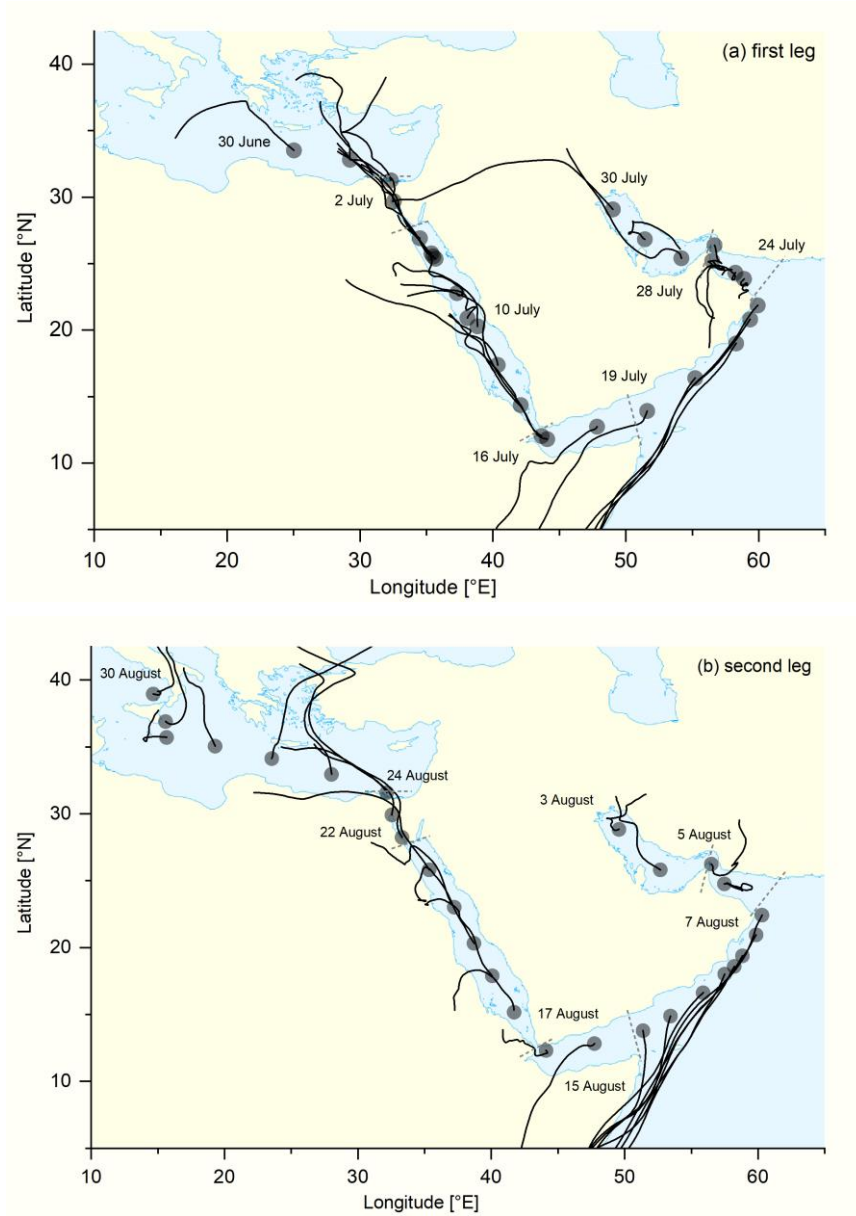 (a) first leg
40
30 June
30
30 July
2 July
24 July
28 July
Latitude [°N]
10 July
20
19 July
16 July
10
10 20 30 40 50 60
Longitude [°E]
(b) second leg
40
30 August
24 August
30
3 August
22 August
5 August
Latitude [°N]
7 August
20
17 August
15 August
10
10 20 30 40 50 60
Longitude [°E]